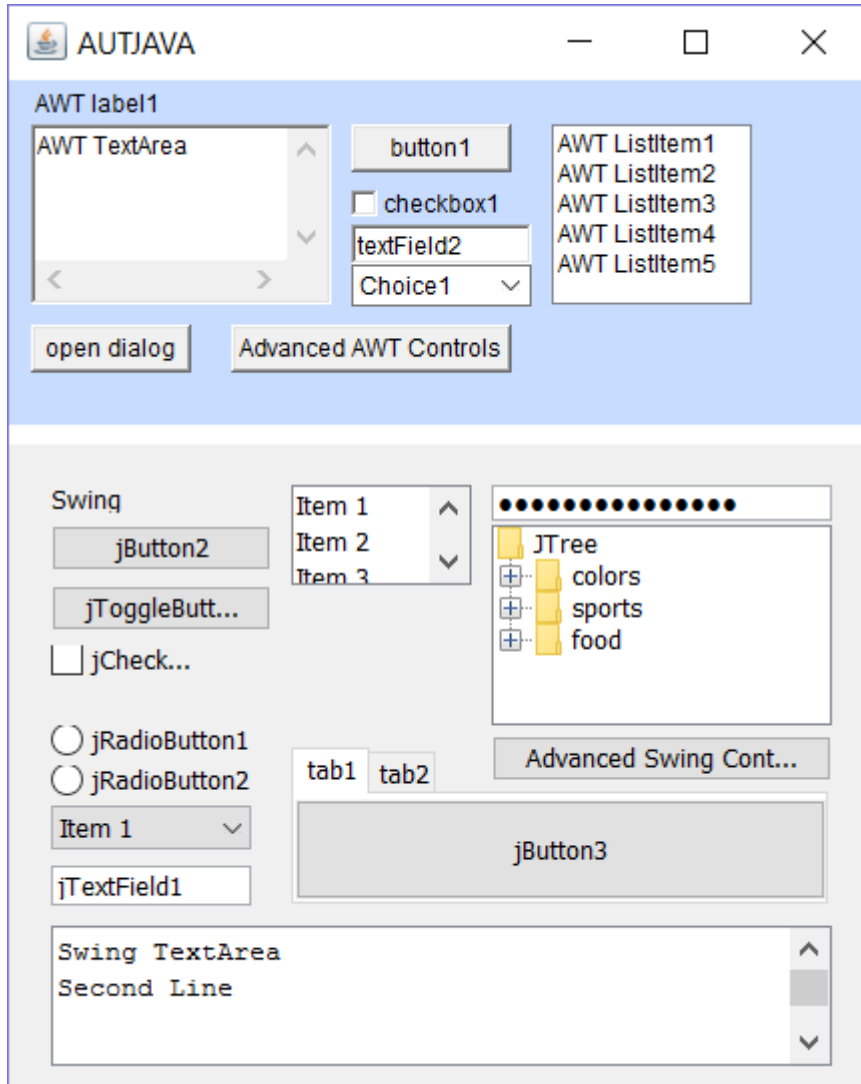 AUTJAVA
AWT label1
AWT TextArea
button1
checkbox1
textField2
Choice1
AWT ListItem1
AWT ListItem2
AWT ListItem3
AWT ListItem4
AWT ListItem5
open dialog
Advanced AWT Controls
Swing
jButton2
jToggleButt...
jCheck...
Item 1
Item 2
Item 3
●●●●●●●●●●●●●●●
JTree
colors
sports
food
Advanced Swing Cont...
jRadioButton1
jRadioButton2
Item 1
jTextField1
tab1 tab2
jButton3
Swing TextArea
Second Line